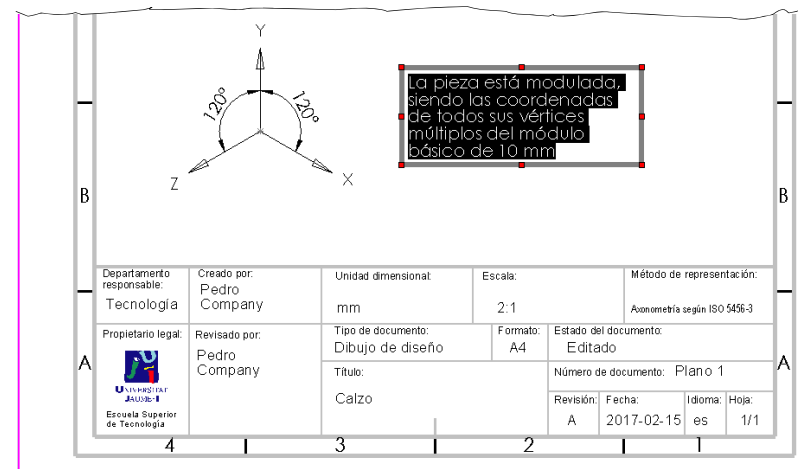 Y
120°
120°
Z
X
La pieza está modulada,
siendo las coordenadas
de todos sus vértices
múltiplos del módulo
básico de 10 mm
B
B
Departamento
responsable:
Tecnología
Creado por:
Pedro
Company
Unidad dimensional:
mm
Escala:
2:1
Método de representación:
Axonometría según ISO 5456-3
Propietario legal:
UNIVERSITAT
JAUME·I
Escuela Superior
de Tecnología
Revisado por:
Pedro
Company
Tipo de documento:
Dibujo de diseño
Formato:
A4
Estado del documento:
Editado
Título:
Calzo
Número de documento: Plano 1
Revisión:
A
Fecha:
2017-02-15
Idioma:
es
Hoja:
1/1
A
A
4
3
2
1